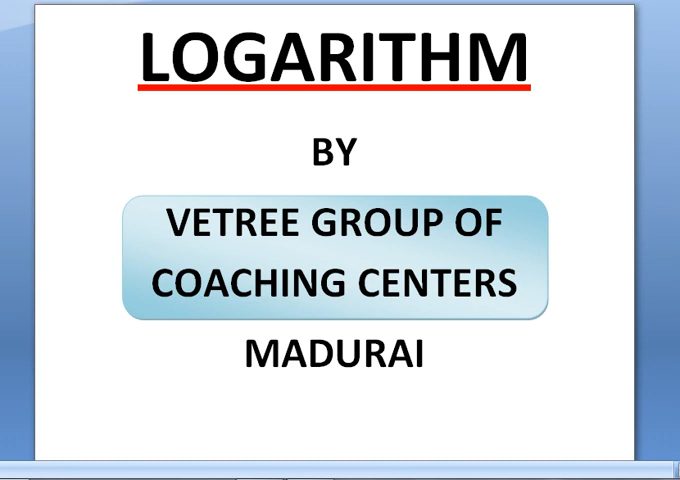 LOGARITHM
BY
VETREE GROUP OF
COACHING CENTERS
MADURAI